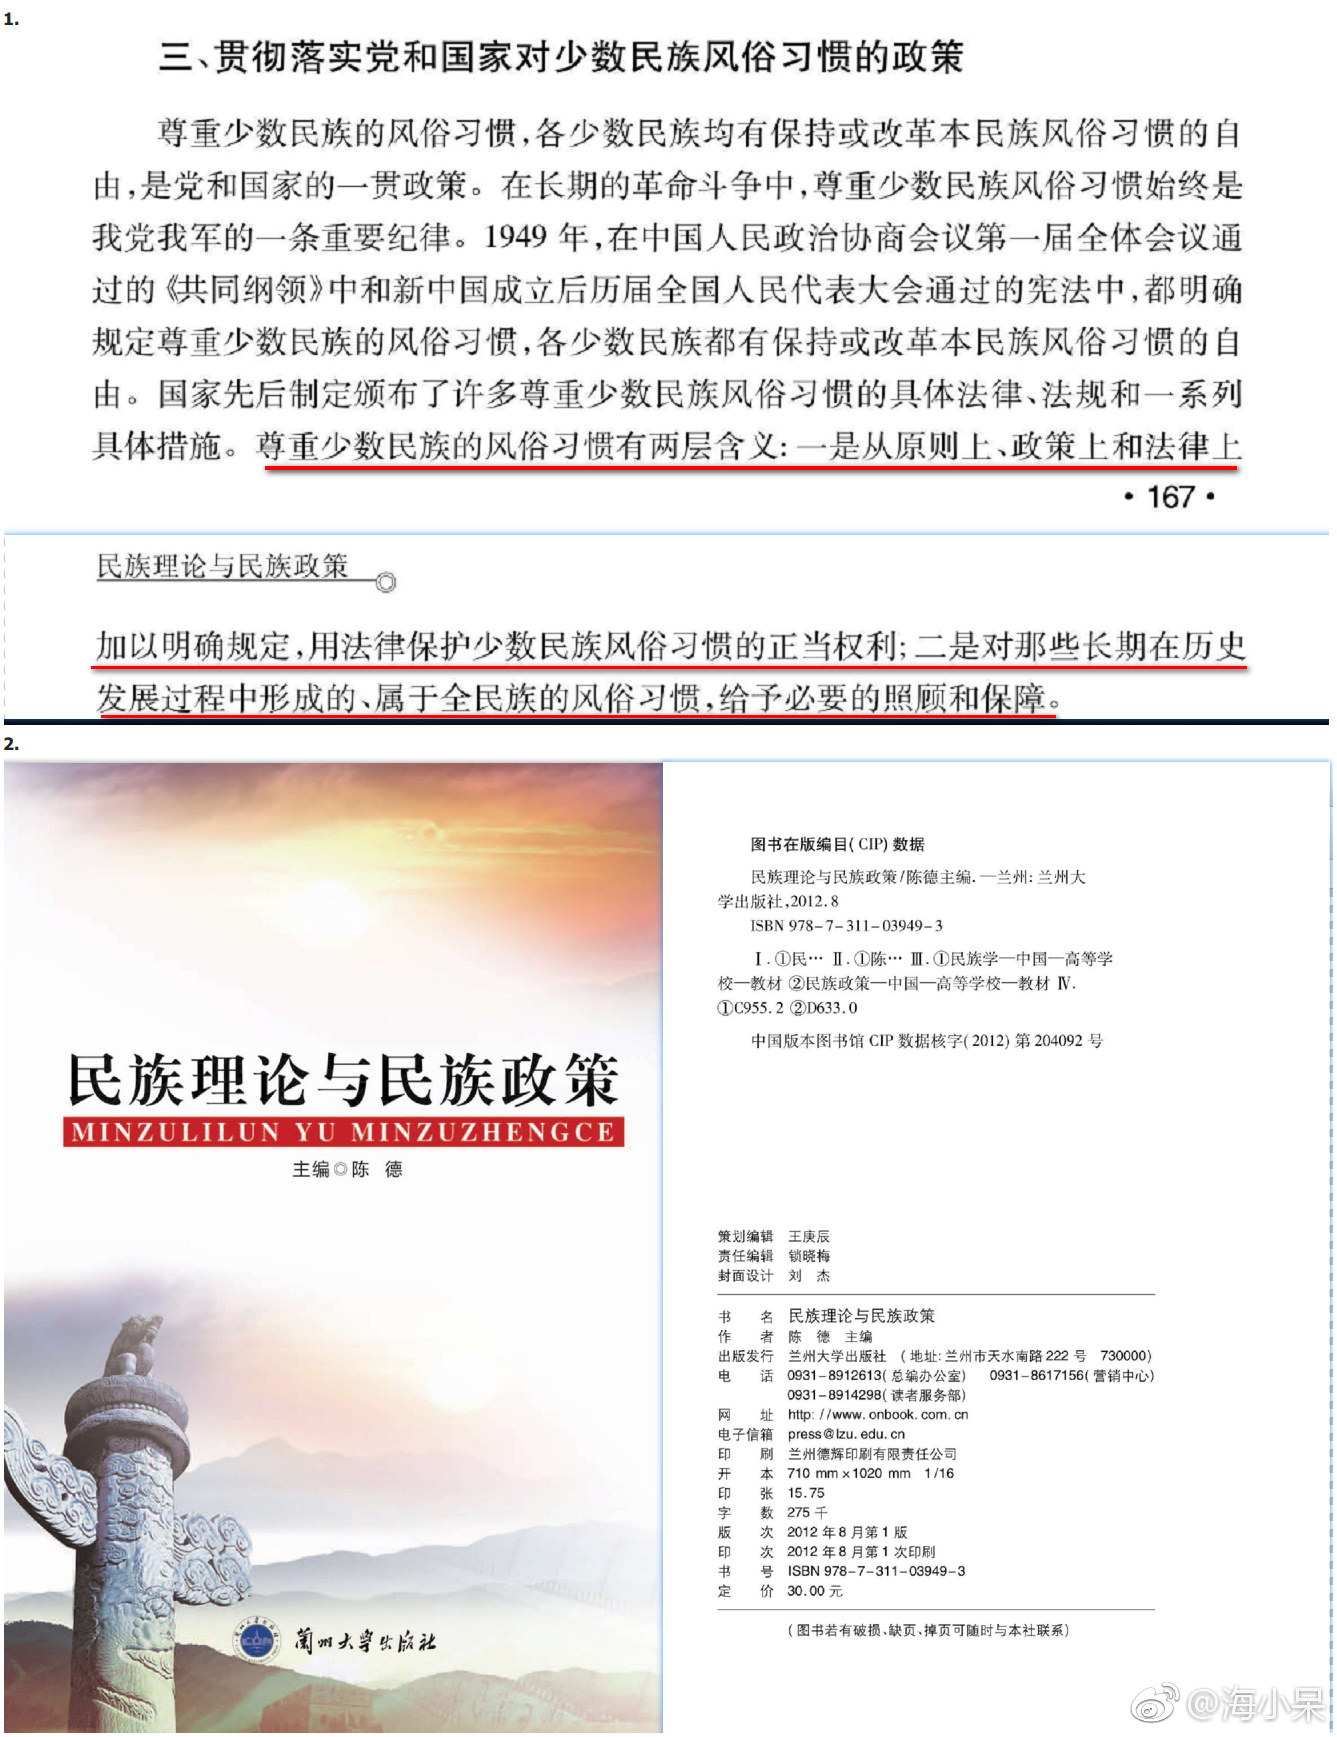 1.
三、贯彻落实党和国家对少数民族风俗习惯的政策
尊重少数民族的风俗习惯,各少数民族均有保持或改革本民族风俗习惯的自
由,是党和国家的一贯政策。在长期的革命斗争中,尊重少数民族风俗习惯始终是
我党我军的一条重要纪律。1949 年,在中国人民政治协商会议第一届全体会议通
过的《共同纲领》中和新中国成立后历届全国人民代表大会通过的宪法中,都明确
规定尊重少数民族的风俗习惯,各少数民族都有保持或改革本民族风俗习惯的自
由。国家先后制定颁布了许多尊重少数民族风俗习惯的具体法律、法规和一系列
具体措施。尊重少数民族的风俗习惯有两层含义:一是从原则上、政策上和法律上
• 167 •
民族理论与民族政策
加以明确规定,用法律保护少数民族风俗习惯的正当权利;二是对那些长期在历史
发展过程中形成的、属于全民族的风俗习惯,给予必要的照顾和保障。
2.
民族理论与民族政策
MINZULILUN YU MINZUZHENGCE
主编◎陈 德
兰州大学出版社
图书在版编目(CIP)数据
民族理论与民族政策/陈德主编.—兰州:兰州大
学出版社,2012.8
ISBN 978-7-311-03949-3
Ⅰ.①民… Ⅱ.①陈… Ⅲ.①民族学—中国—高等学
校—教材 ②民族政策—中国—高等学校—教材 Ⅳ.
①C955.2 ②D633.0
中国版本图书馆 CIP 数据核字(2012)第 204092 号
策划编辑 王庚辰
责任编辑 锁晓梅
封面设计 刘 杰
书 名 民族理论与民族政策
作 者 陈 德 主编
出版发行 兰州大学出版社 (地址:兰州市天水南路 222 号 730000)
电 话 0931-8912613(总编办公室) 0931-8617156(营销中心)
0931-8914298(读者服务部)
网 址 http://www.onbook.com.cn
电子信箱 press@lzu.edu.cn
印 刷 兰州德辉印刷有限责任公司
开 本 710 mm×1020 mm 1/16
印 张 15.75
字 数 275 千
版 次 2012 年 8 月第 1 版
印 次 2012 年 8 月第 1 次印刷
书 号 ISBN 978-7-311-03949-3
定 价 30.00 元
(图书若有破损、缺页、掉页可随时与本社联系)
@海小呆